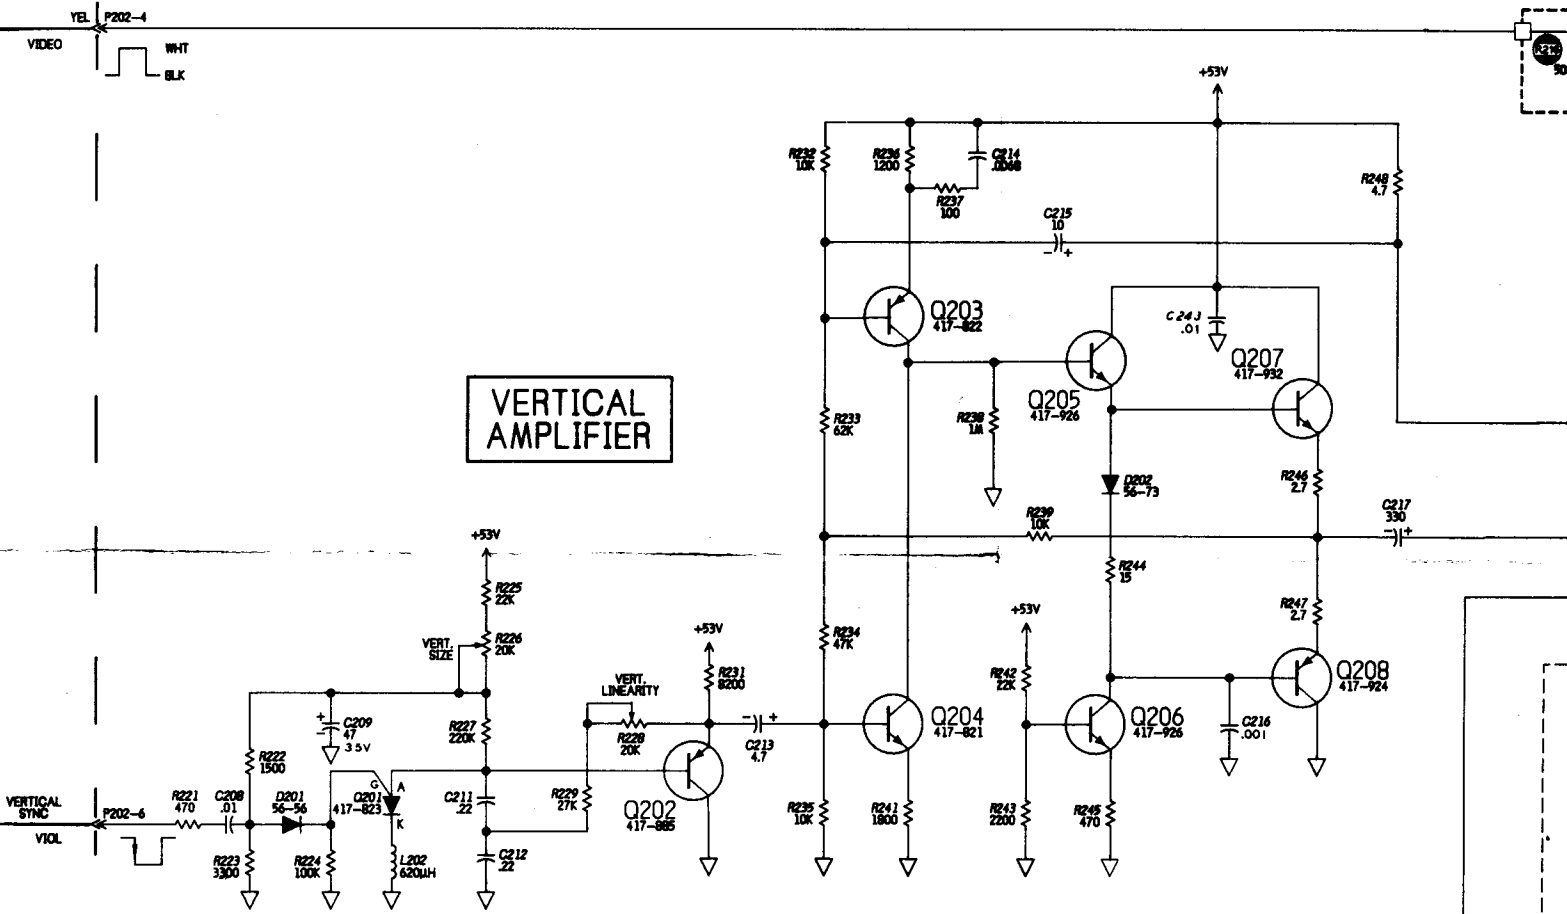 YEL P202-4
VIDEO
WHT
BLK
R216
50
+53V
R232
10K
R236
1200
C214
.0068
R237
100
R248
4.7
C215
10
- +
Q203
417-822
C243
.01
Q207
417-932
Q205
417-926
VERTICAL
AMPLIFIER
R233
62K
R238
1M
D202
56-73
R246
2.7
R239
10K
C217
330
- +
+53V
R225
22K
R244
15
VERT.
SIZE
R226
20K
+53V
R231
8200
R234
47K
+53V
R247
2.7
VERT.
LINEARITY
R242
22K
Q208
417-924
+
-
C209
47
35V
R227
220K
R228
20K
- +
C213
4.7
Q204
417-821
Q206
417-926
C216
.001
R222
1500
G A
K
VERTICAL
SYNC
VIOL
P202-6
R221
470
C208
.01
D201
56-56
Q201
417-823
C211
.22
R229
27K
Q202
417-885
R235
10K
R241
1800
R243
2200
R245
470
R223
3300
R224
100K
L202
620µH
C212
.22